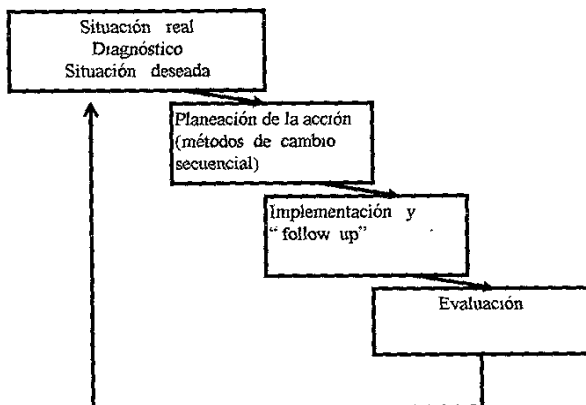 Situación real
Diagnóstico
Situación deseada
Planeación de la acción
(métodos de cambio
secuencial)
Implementación y
“ follow up”
Evaluación